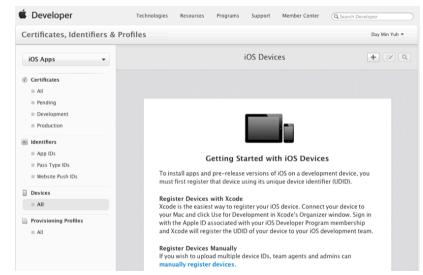 Developer
Technologies Resources Programs Support Member Center Search Developer
Certificates, Identifiers & Profiles
Day Min Yuh
iOS Apps
iOS Devices
Certificates
All
Pending
Development
Production
Identifiers
App IDs
Pass Type IDs
Website Push IDs
Devices
All
Provisioning Profiles
All
Getting Started with iOS Devices
To install apps and pre-release versions of iOS on a development device, you
must first register that device using its unique device identifier (UDID).
Register Devices with Xcode
Xcode is the easiest way to register your iOS device. Connect your device to
your Mac and click Use for Development in Xcode's Organizer window. Sign in
with the Apple ID associated with your iOS Developer Program membership
and Xcode will register the UDID of your device to your iOS development team.
Register Devices Manually
If you wish to upload multiple device IDs, team agents and admins can
manually register devices.